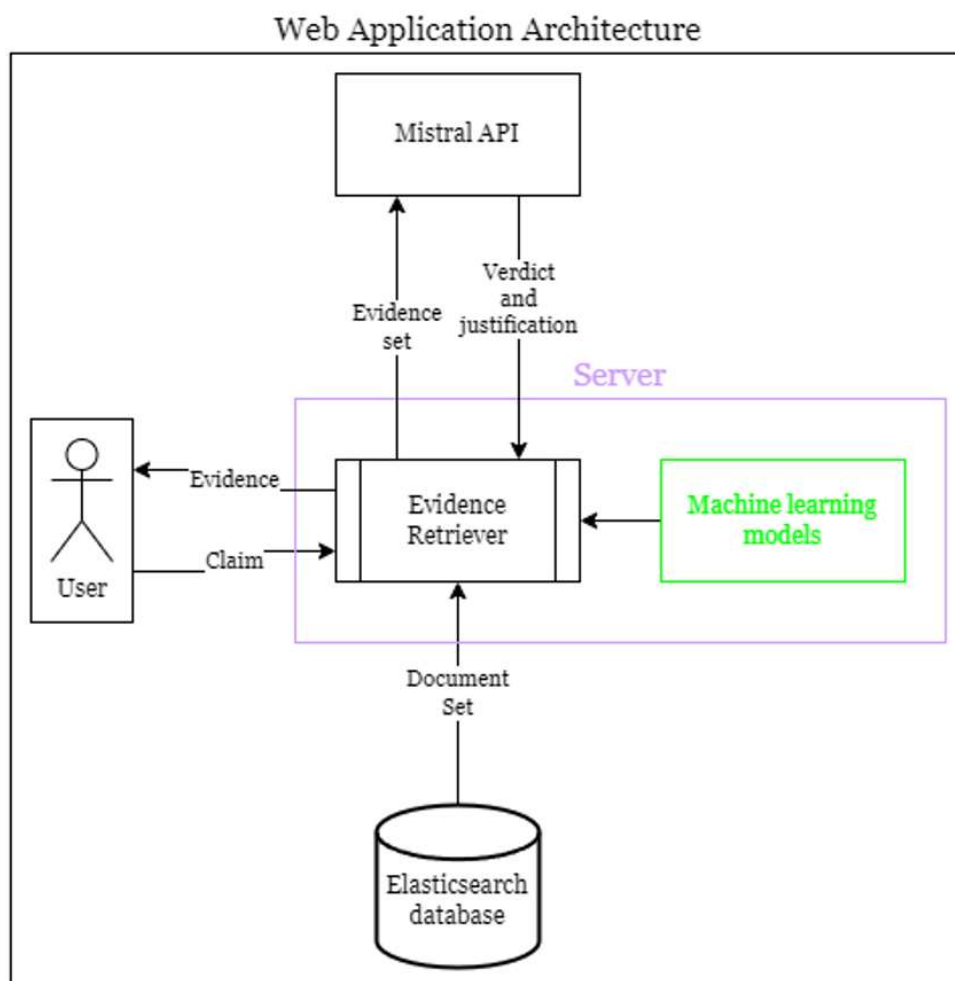 Web Application Architecture
Mistral API
Verdict
and
justification
Evidence
set
Server
Evidence
Claim
User
Evidence
Retriever
Machine learning
models
Document
Set
Elasticsearch
database